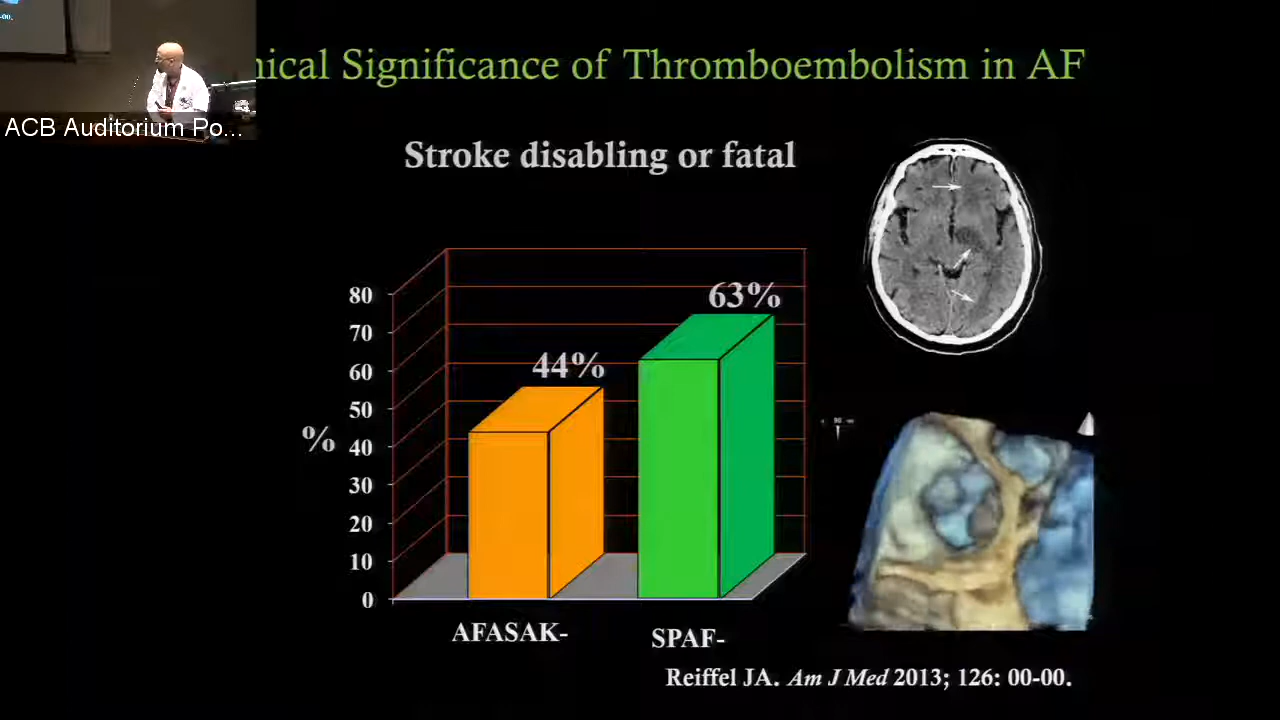 -00.
ACB Auditorium Po...
nical Significance of Thromboembolism in AF
Stroke disabling or fatal
80
70
60
50
40
30
20
10
0
%
44%
63%
AFASAK-
SPAF-
Reiffel JA. Am J Med 2013; 126: 00-00.